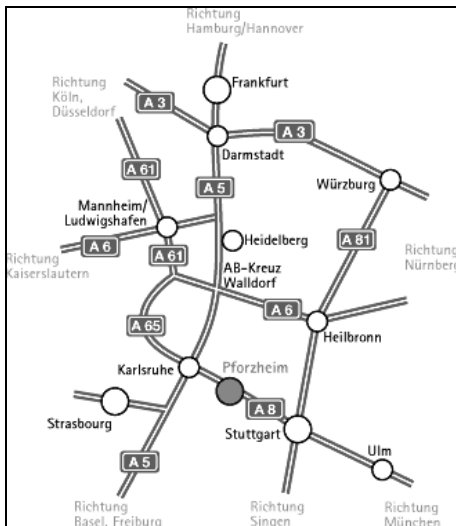 Richtung
Hamburg/Hannover
Richtung
Köln,
Düsseldorf
Frankfurt
A 3
A 3
Darmstadt
A 61
A 5
Würzburg
Mannheim/
Ludwigshafen
A 6
Heidelberg
A 81
Richtung
Kaiserslautern
A 61
Richtung
Nürnberg
AB-Kreuz
Walldorf
A 6
A 65
Heilbronn
Karlsruhe
Pforzheim
A 8
Strasbourg
Stuttgart
Ulm
A 5
Richtung
Basel, Freiburg
Richtung
Singen
Richtung
München